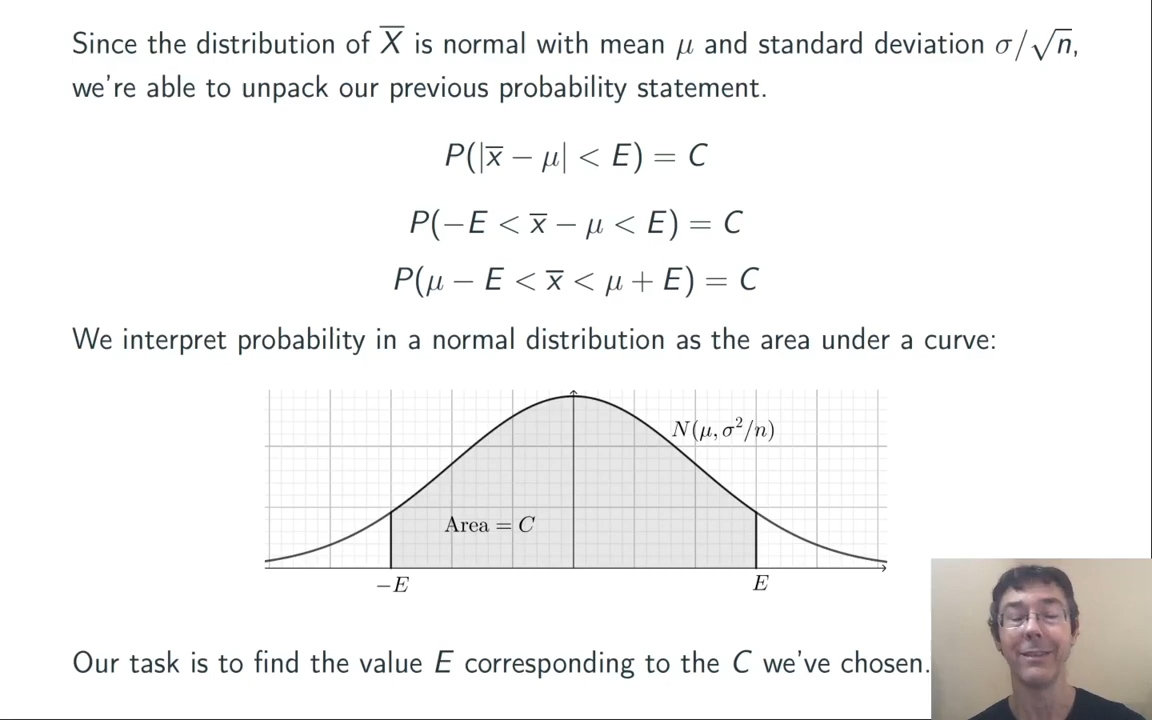 Since the distribution of X̅ is normal with mean μ and standard deviation σ/√n,
we're able to unpack our previous probability statement.
P(|x̅ − μ| < E) = C
P(−E < x̅ − μ < E) = C
P(μ − E < x̅ < μ + E) = C
We interpret probability in a normal distribution as the area under a curve:
N(μ, σ²/n)
Area = C
−E
E
Our task is to find the value E corresponding to the C we've chosen.